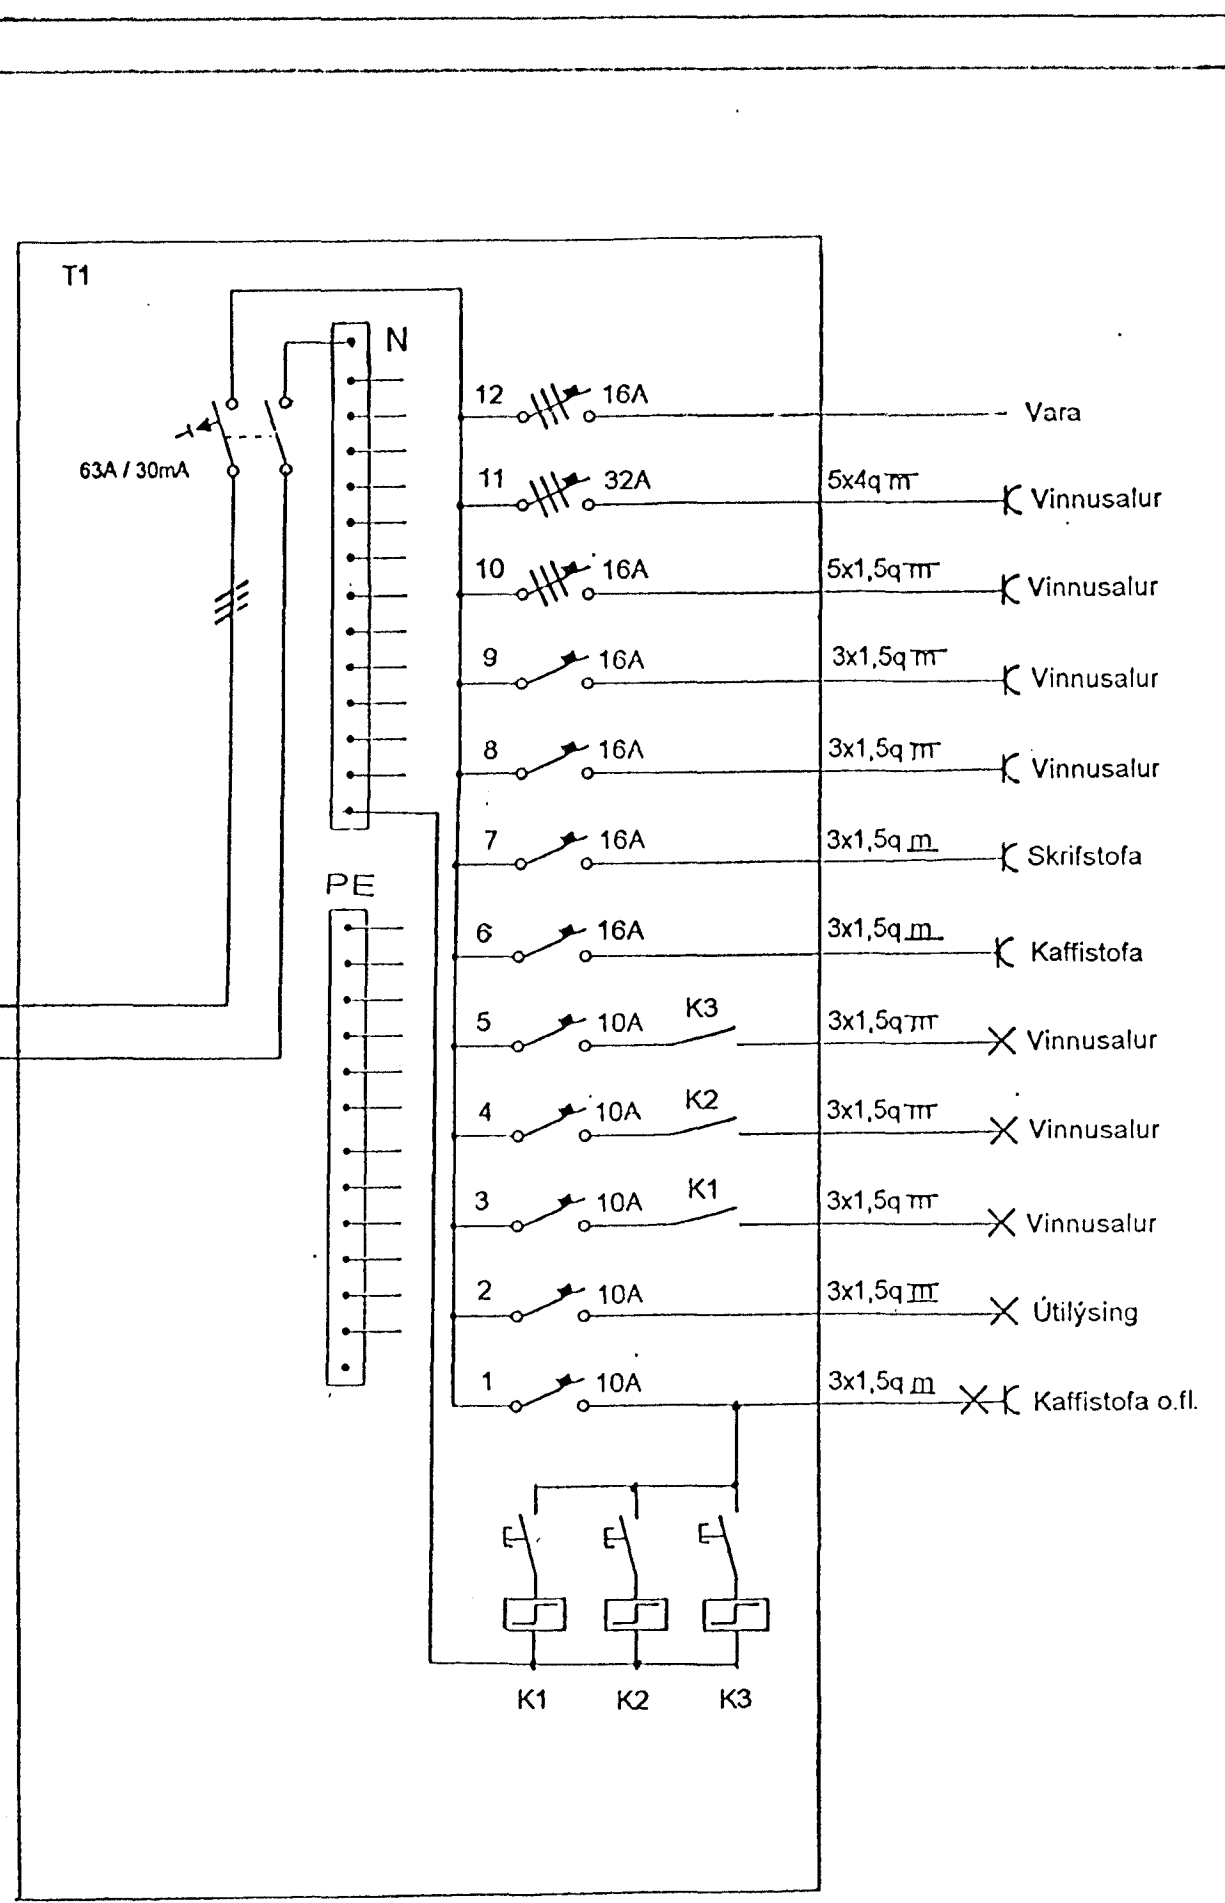 T1
N
63A / 30mA
12 16A Vara
11 32A 5x4q Vinnusalur
10 16A 5x1,5q Vinnusalur
9 16A 3x1,5q Vinnusalur
8 16A 3x1,5q Vinnusalur
7 16A 3x1,5q Skrifstofa
PE
6 16A 3x1,5q Kaffistofa
5 10A K3 3x1,5q Vinnusalur
4 10A K2 3x1,5q Vinnusalur
3 10A K1 3x1,5q Vinnusalur
2 10A 3x1,5q Útilýsing
1 10A 3x1,5q Kaffistofa o.fl.
K1 K2 K3